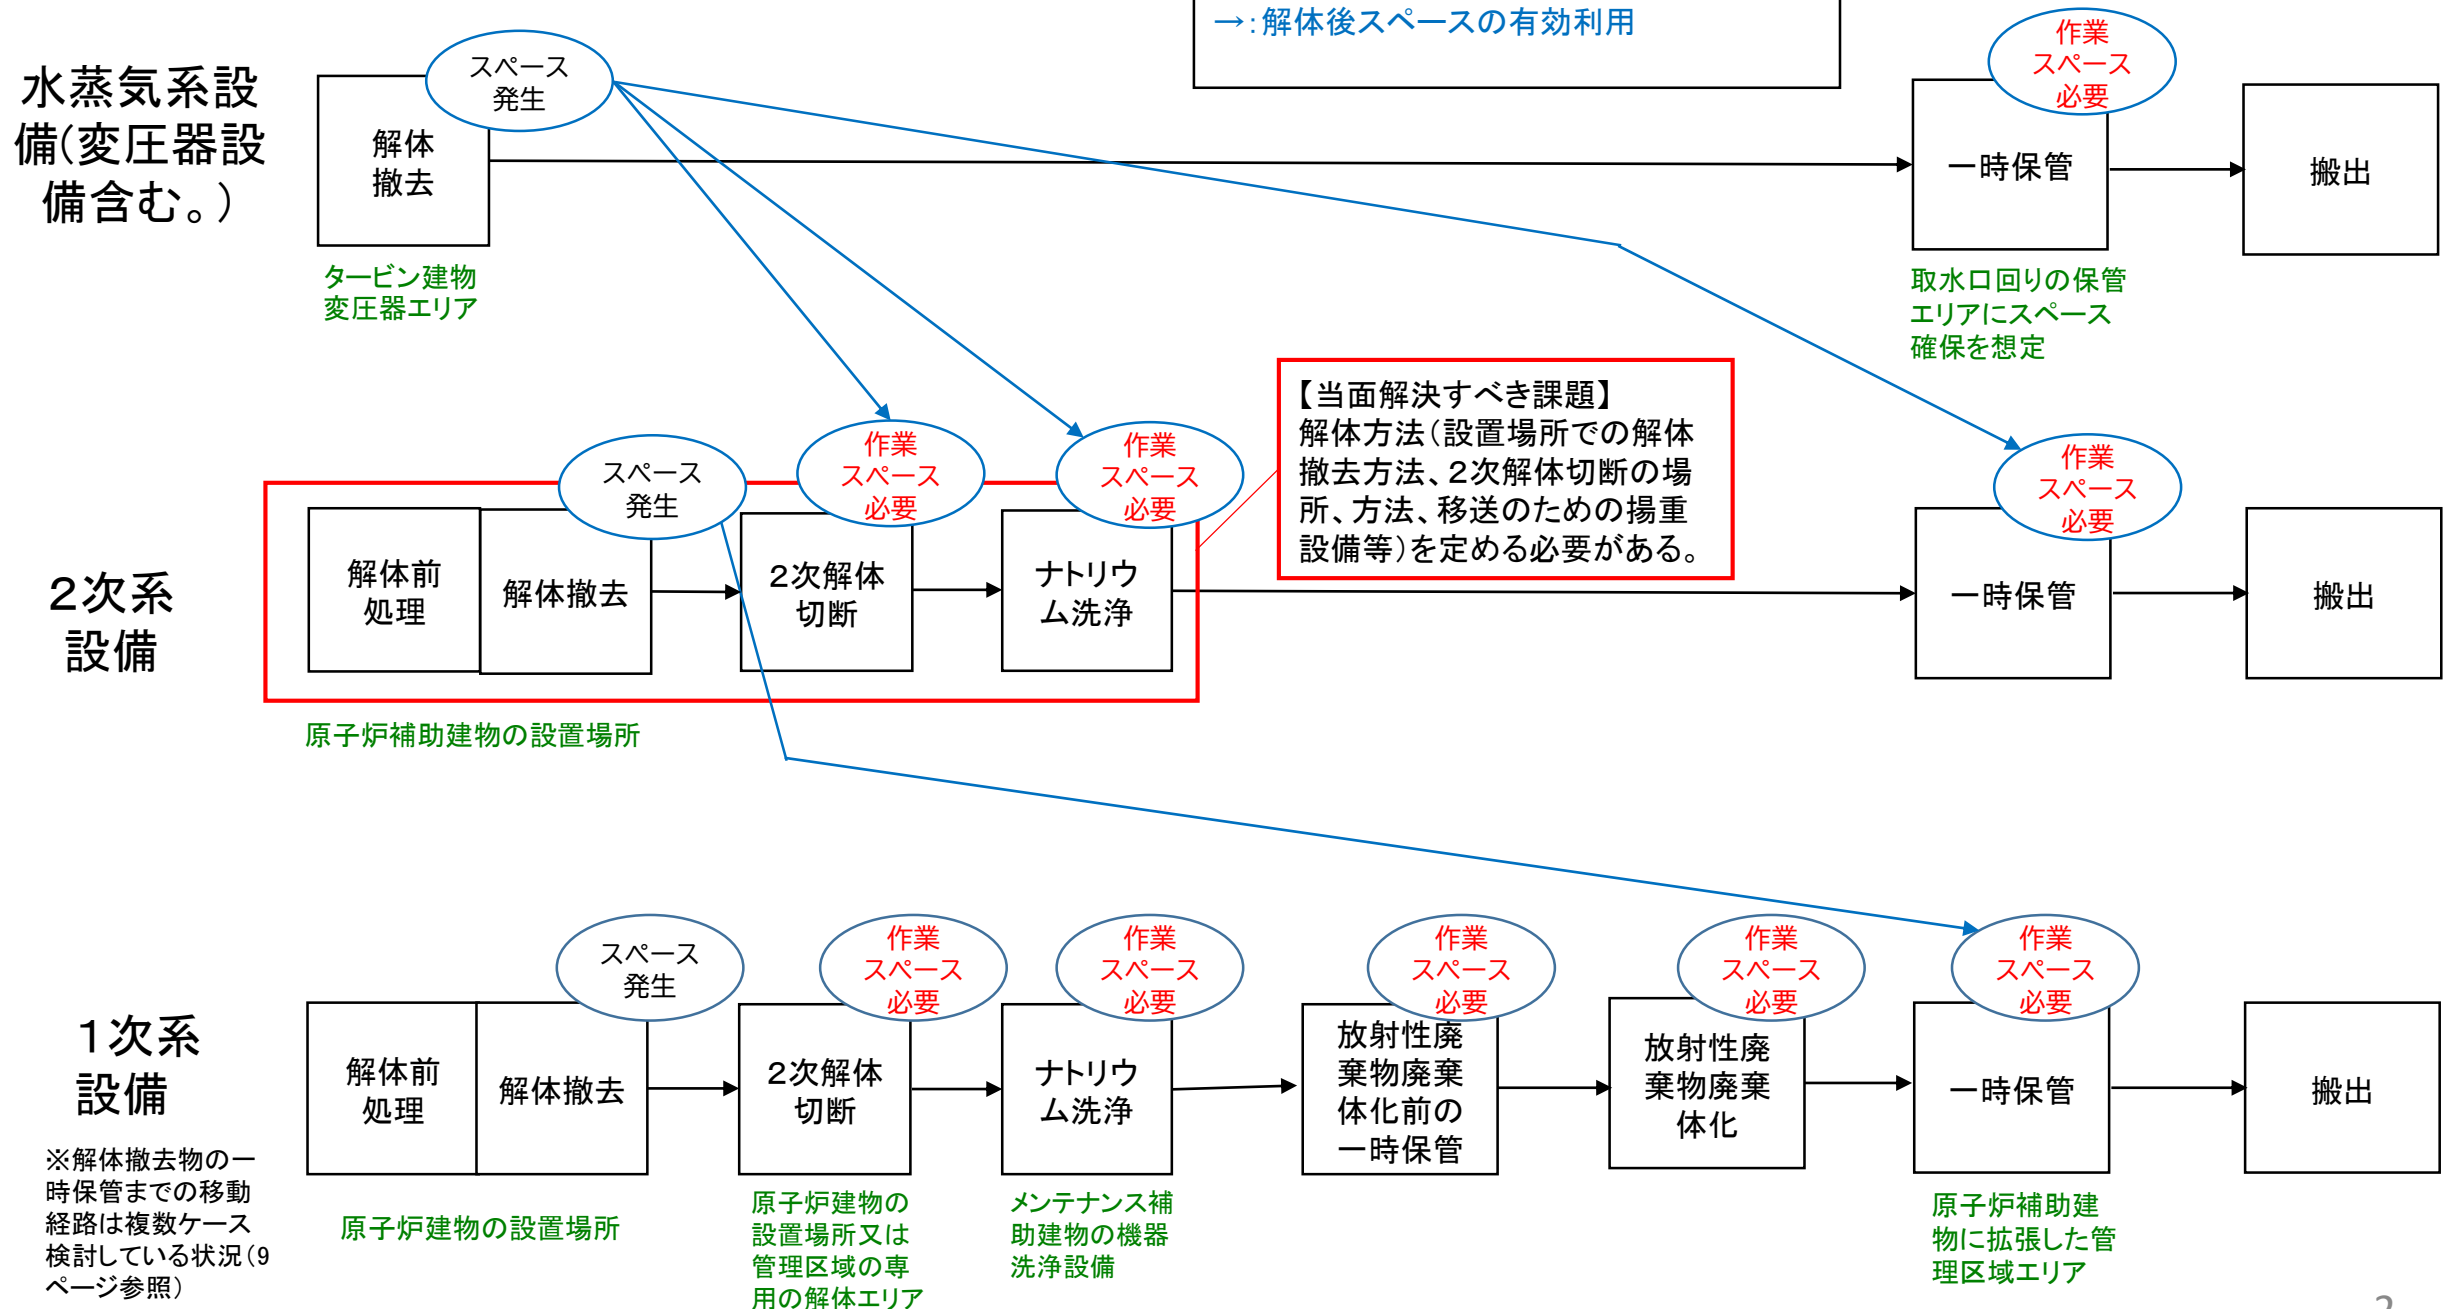 →：解体後スペースの有効利用
水蒸気系設
備（変圧器設
備含む。）
スペース
発生
解体
撤去
タービン建物
変圧器エリア
作業
スペース
必要
一時保管
取水口回りの保管
エリアにスペース
確保を想定
搬出
【当面解決すべき課題】
解体方法（設置場所での解体
撤去方法、２次解体切断の場
所、方法、移送のための揚重
設備等）を定める必要がある。
２次系
設備
解体前
処理
スペース
発生
解体撤去
作業
スペース
必要
２次解体
切断
作業
スペース
必要
ナトリウ
ム洗浄
作業
スペース
必要
一時保管
搬出
原子炉補助建物の設置場所
１次系
設備
※解体撤去物の一
時保管までの移動
経路は複数ケース
検討している状況（9
ページ参照）
解体前
処理
スペース
発生
解体撤去
原子炉建物の設置場所
作業
スペース
必要
２次解体
切断
原子炉建物の
設置場所又は
管理区域の専
用の解体エリア
作業
スペース
必要
ナトリウ
ム洗浄
メンテナンス補
助建物の機器
洗浄設備
作業
スペース
必要
放射性廃
棄物廃棄
体化前の
一時保管
作業
スペース
必要
放射性廃
棄物廃棄
体化
作業
スペース
必要
一時保管
原子炉補助建
物に拡張した管
理区域エリア
搬出
2